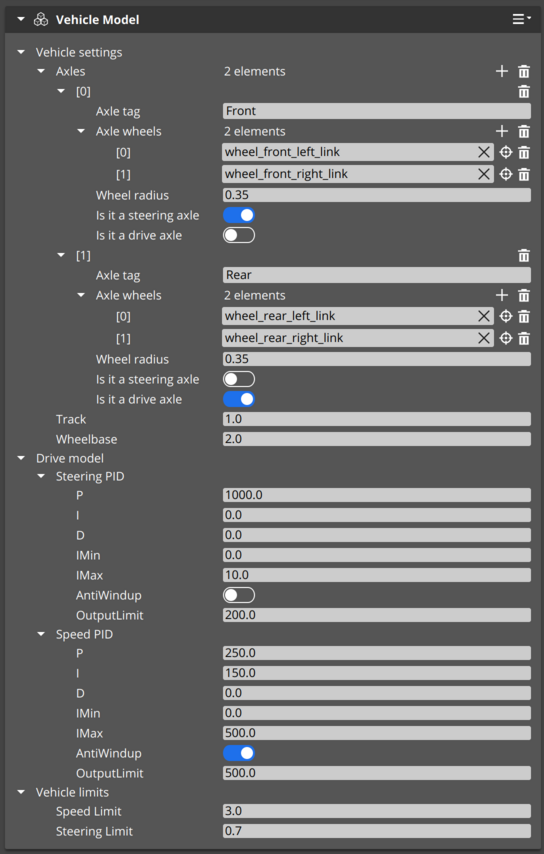 Vehicle Model
Vehicle settings
Axles 2 elements
[0]
Axle tag Front
Axle wheels 2 elements
[0] wheel_front_left_link
[1] wheel_front_right_link
Wheel radius 0.35
Is it a steering axle
Is it a drive axle
[1]
Axle tag Rear
Axle wheels 2 elements
[0] wheel_rear_left_link
[1] wheel_rear_right_link
Wheel radius 0.35
Is it a steering axle
Is it a drive axle
Track 1.0
Wheelbase 2.0
Drive model
Steering PID
P 1000.0
I 0.0
D 0.0
IMin 0.0
IMax 10.0
AntiWindup
OutputLimit 200.0
Speed PID
P 250.0
I 150.0
D 0.0
IMin 0.0
IMax 500.0
AntiWindup
OutputLimit 500.0
Vehicle limits
Speed Limit 3.0
Steering Limit 0.7